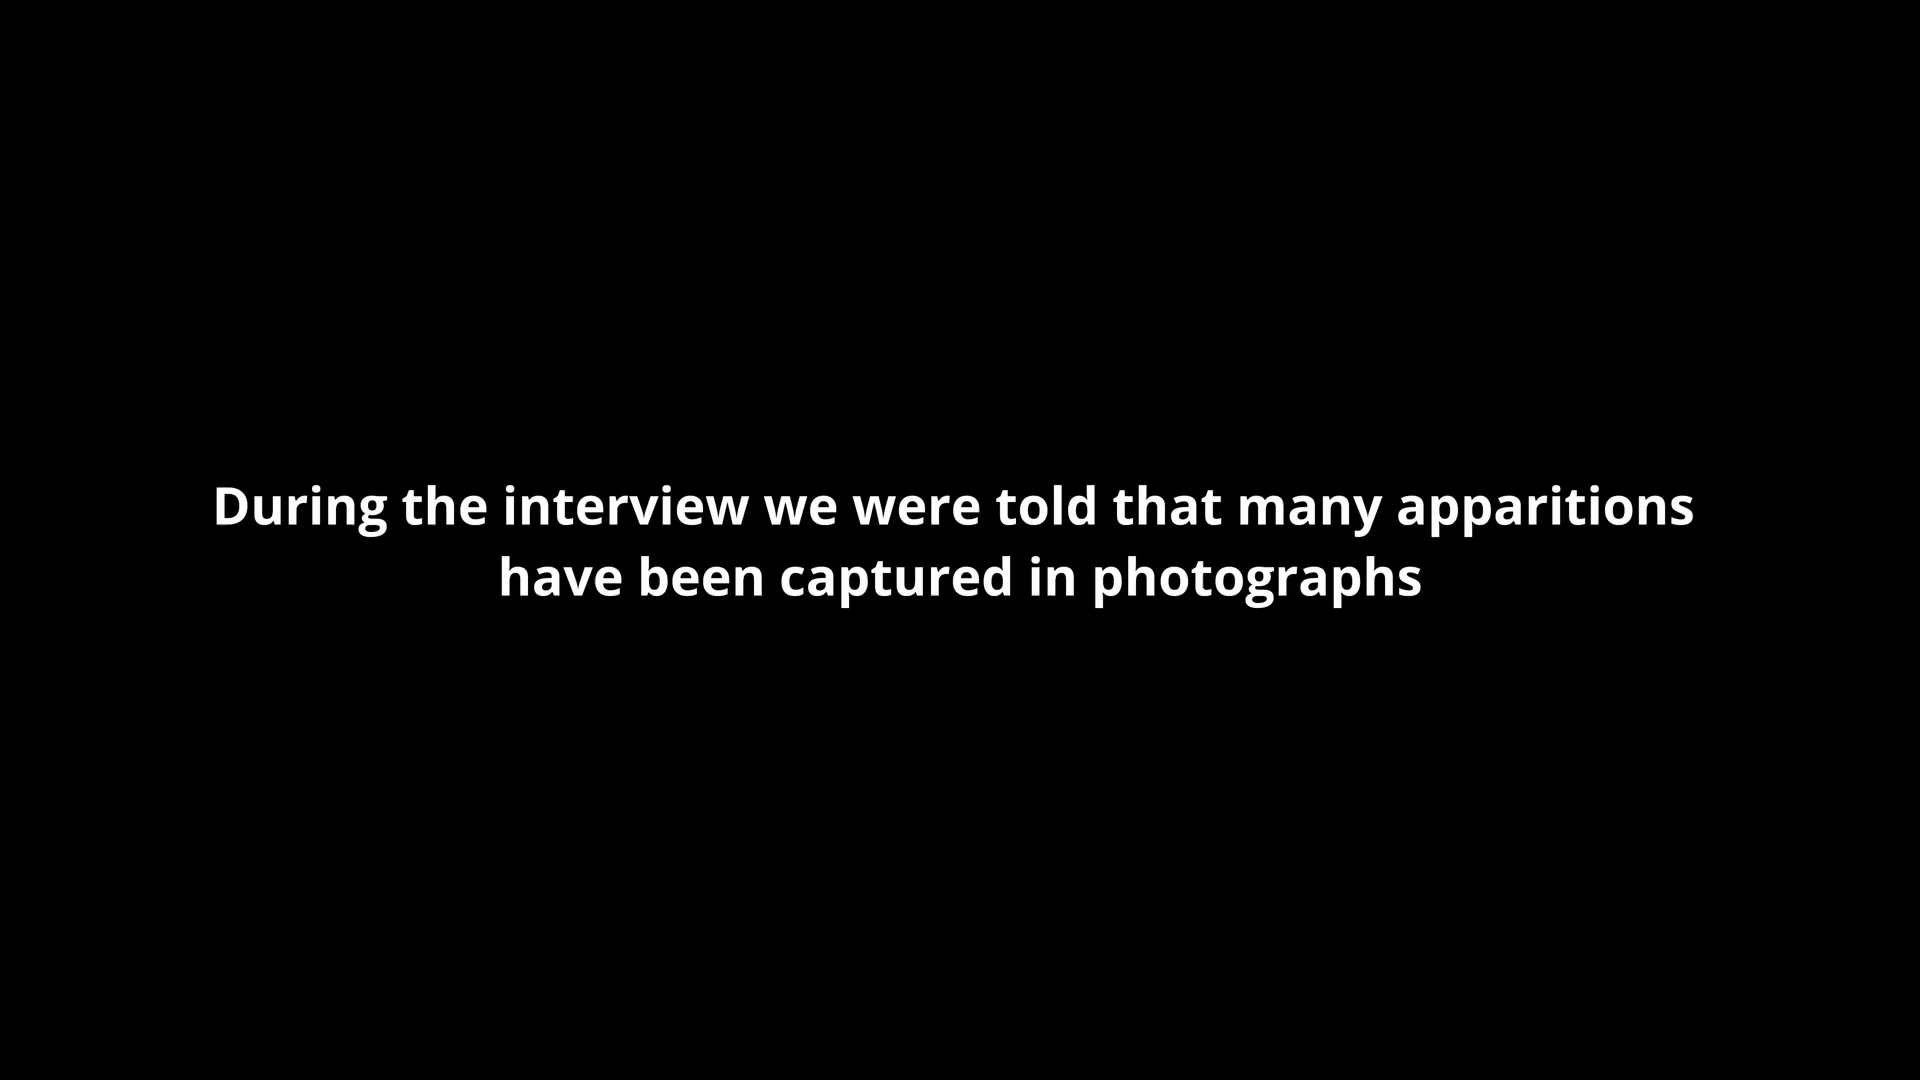 During the interview we were told that many apparitions
have been captured in photographs